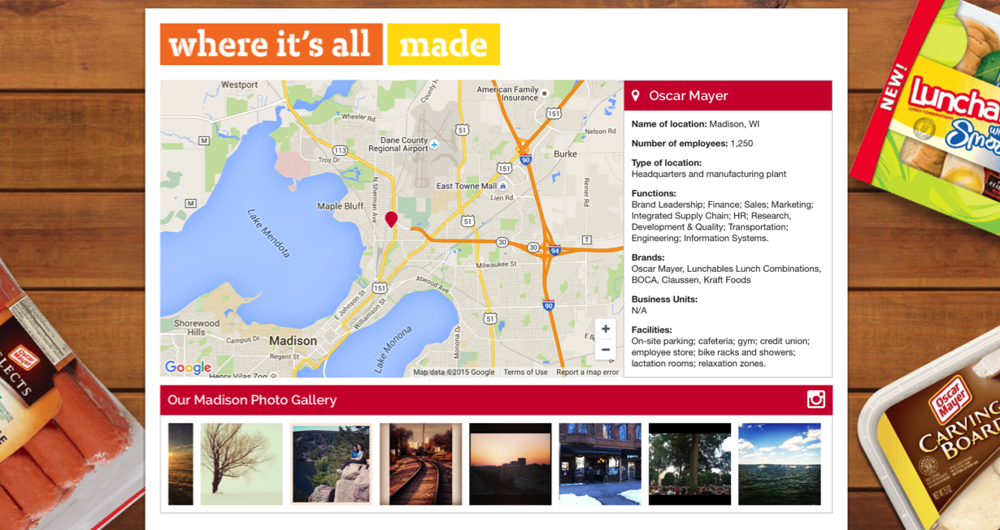 where it's all made
Westport
County
American Family
Insurance
151
Wheeler Rd
51
Nelson Rd
M
Dane County
Regional Airport
113
Troy Dr
90
Burke
151
N Sherman Ave
East Towne Mall
Reiner Rd
Lien Rd
M
Maple Bluff
51
Lake Mendota
T
30
30
94
Milwaukee St
Atwood Ave
151
E Johnson St
Williamson St
90
51
Shorewood
Hills
Campus Dr
Madison
Monona Dr
Lake Monona
Regent St
+
−
Google
Henry Vilas Zoo
Map data ©2015 Google Terms of Use Report a map error
Oscar Mayer
Name of location: Madison, WI
Number of employees: 1,250
Type of location:
Headquarters and manufacturing plant
Functions:
Brand Leadership; Finance; Sales; Marketing;
Integrated Supply Chain; HR; Research,
Development & Quality; Transportation;
Engineering; Information Systems.
Brands:
Oscar Mayer, Lunchables Lunch Combinations,
BOCA, Claussen, Kraft Foods
Business Units:
N/A
Facilities:
On-site parking; cafeteria; gym; credit union;
employee store; bike racks and showers;
lactation rooms; relaxation zones.
Our Madison Photo Gallery
NEW!
Luncha
LUNCH COMBINATIONS
Smoo
Oscar
Mayer
LECTS
Oscar
Mayer
CARVING
BOAR